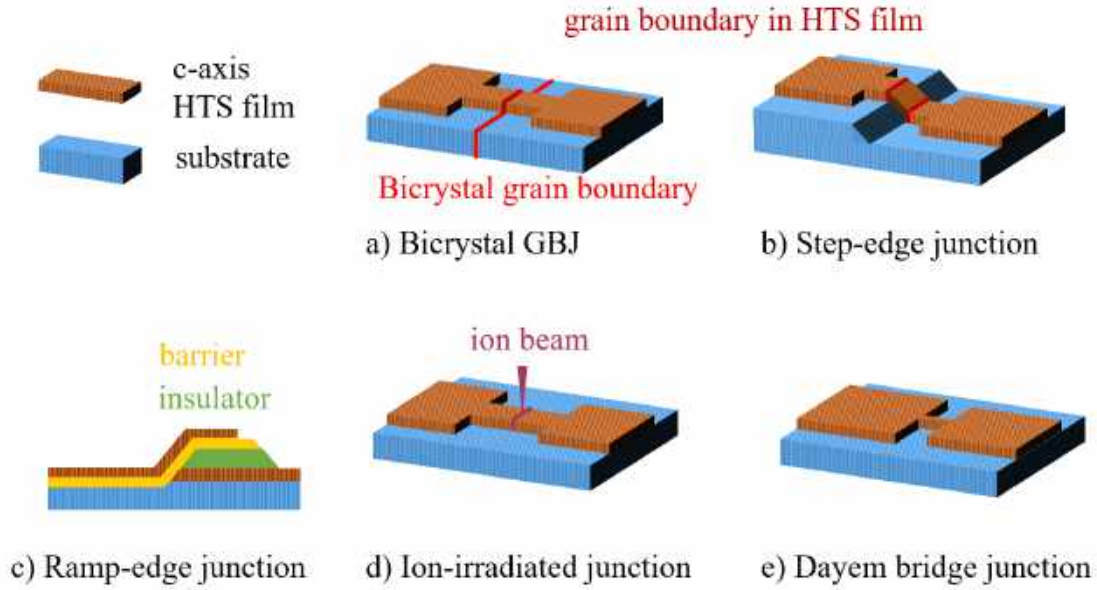 grain boundary in HTS film
c-axis
HTS film
substrate
Bicrystal grain boundary
a) Bicrystal GBJ
b) Step-edge junction
ion beam
barrier
insulator
c) Ramp-edge junction
d) Ion-irradiated junction
e) Dayem bridge junction